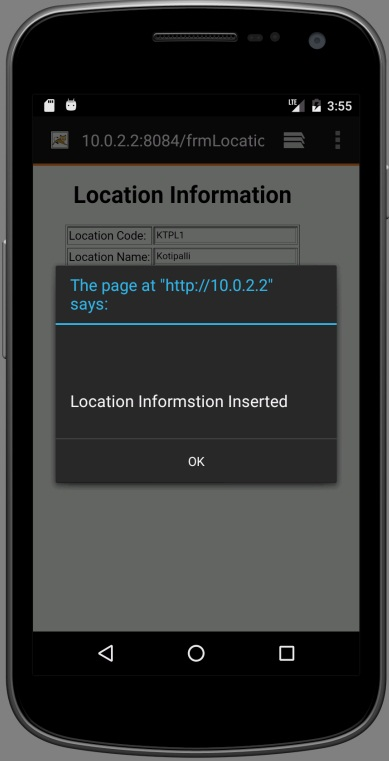 LTE 3:55
10.0.2.2:8084/frmLocatic
Location Information
Location Code: KTPL1
Location Name: Kotipalli
The page at "http://10.0.2.2"
says:
Location Informstion Inserted
OK